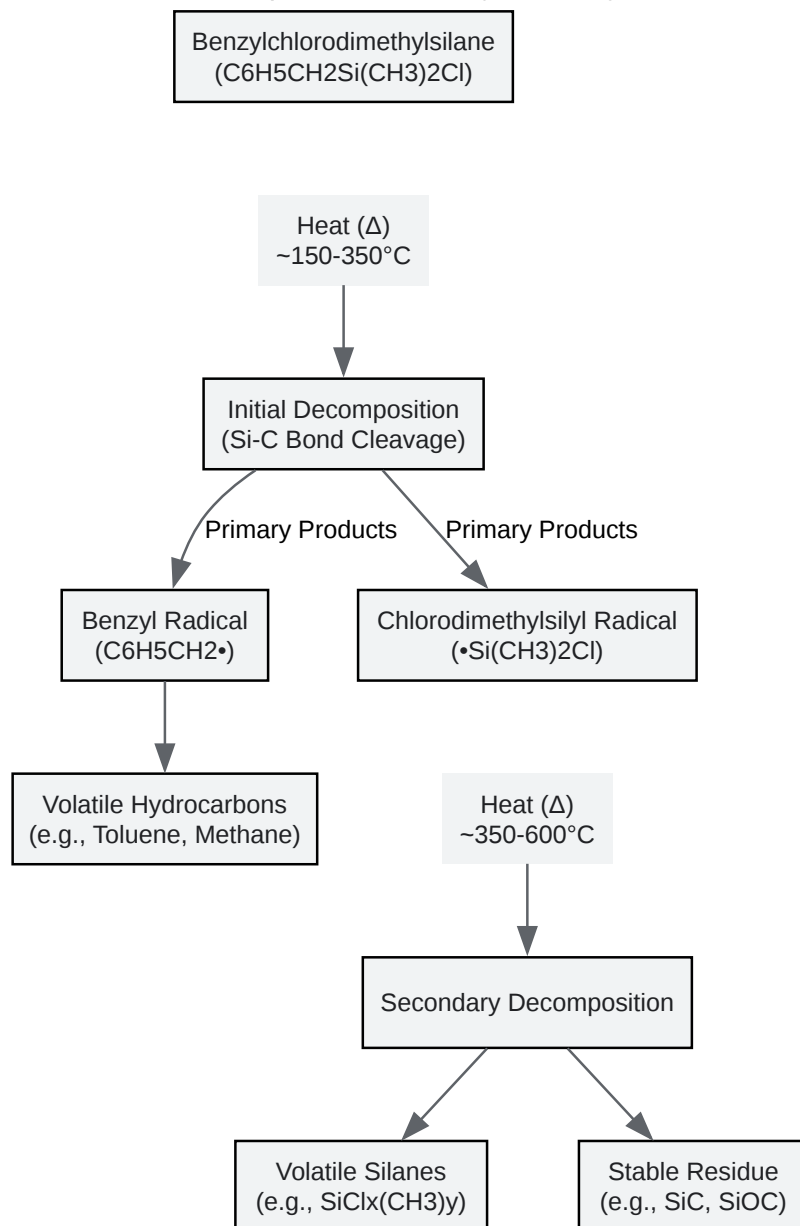 Benzylchlorodimethylsilane
(C6H5CH2Si(CH3)2Cl)
Heat (Δ)
~150-350°C
Initial Decomposition
(Si-C Bond Cleavage)
Primary Products
Primary Products
Benzyl Radical
(C6H5CH2•)
Chlorodimethylsilyl Radical
(•Si(CH3)2Cl)
Volatile Hydrocarbons
(e.g., Toluene, Methane)
Heat (Δ)
~350-600°C
Secondary Decomposition
Volatile Silanes
(e.g., SiClx(CH3)y)
Stable Residue
(e.g., SiC, SiOC)